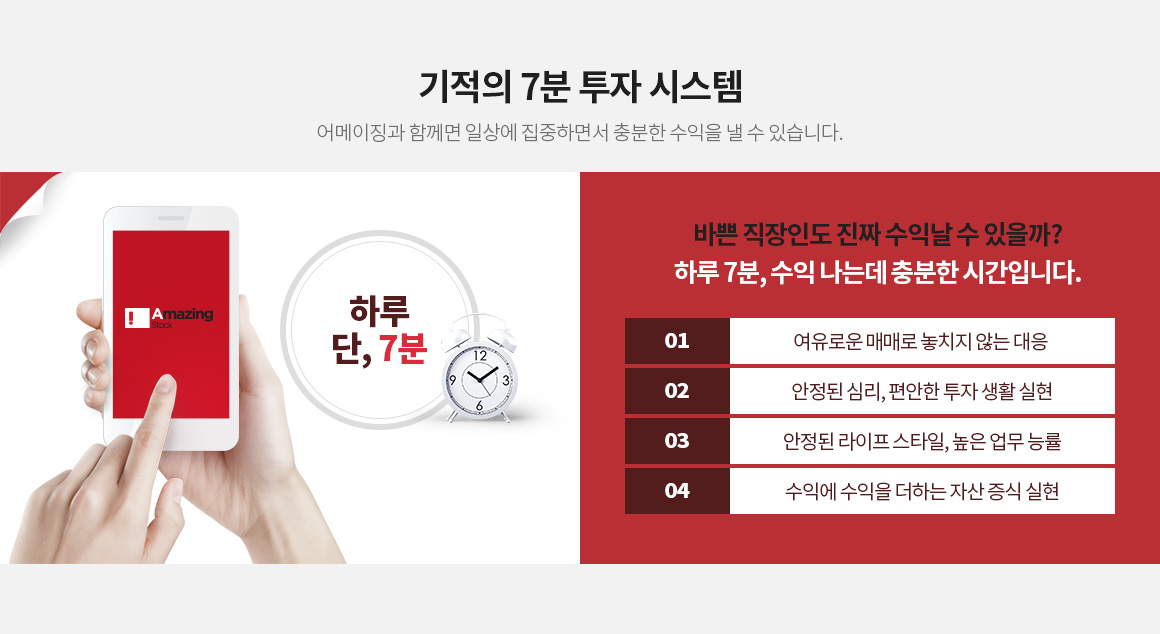 기적의 7분 투자 시스템
어메이징과 함께면 일상에 집중하면서 충분한 수익을 낼 수 있습니다.
! Amazing
Stock
하루
단, 7분
12
9 3
6
바쁜 직장인도 진짜 수익날 수 있을까?
하루 7분, 수익 나는데 충분한 시간입니다.
01 여유로운 매매로 놓치지 않는 대응
02 안정된 심리, 편안한 투자 생활 실현
03 안정된 라이프 스타일, 높은 업무 능률
04 수익에 수익을 더하는 자산 증식 실현